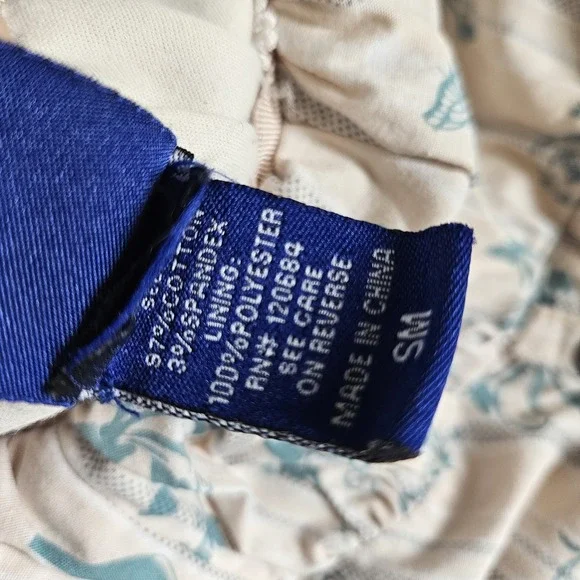 97%COTTON
3%SPANDEX
LINING:
100%POLYESTER
RN# 120684
SEE CARE
ON REVERSE
MADE IN CHINA
SM